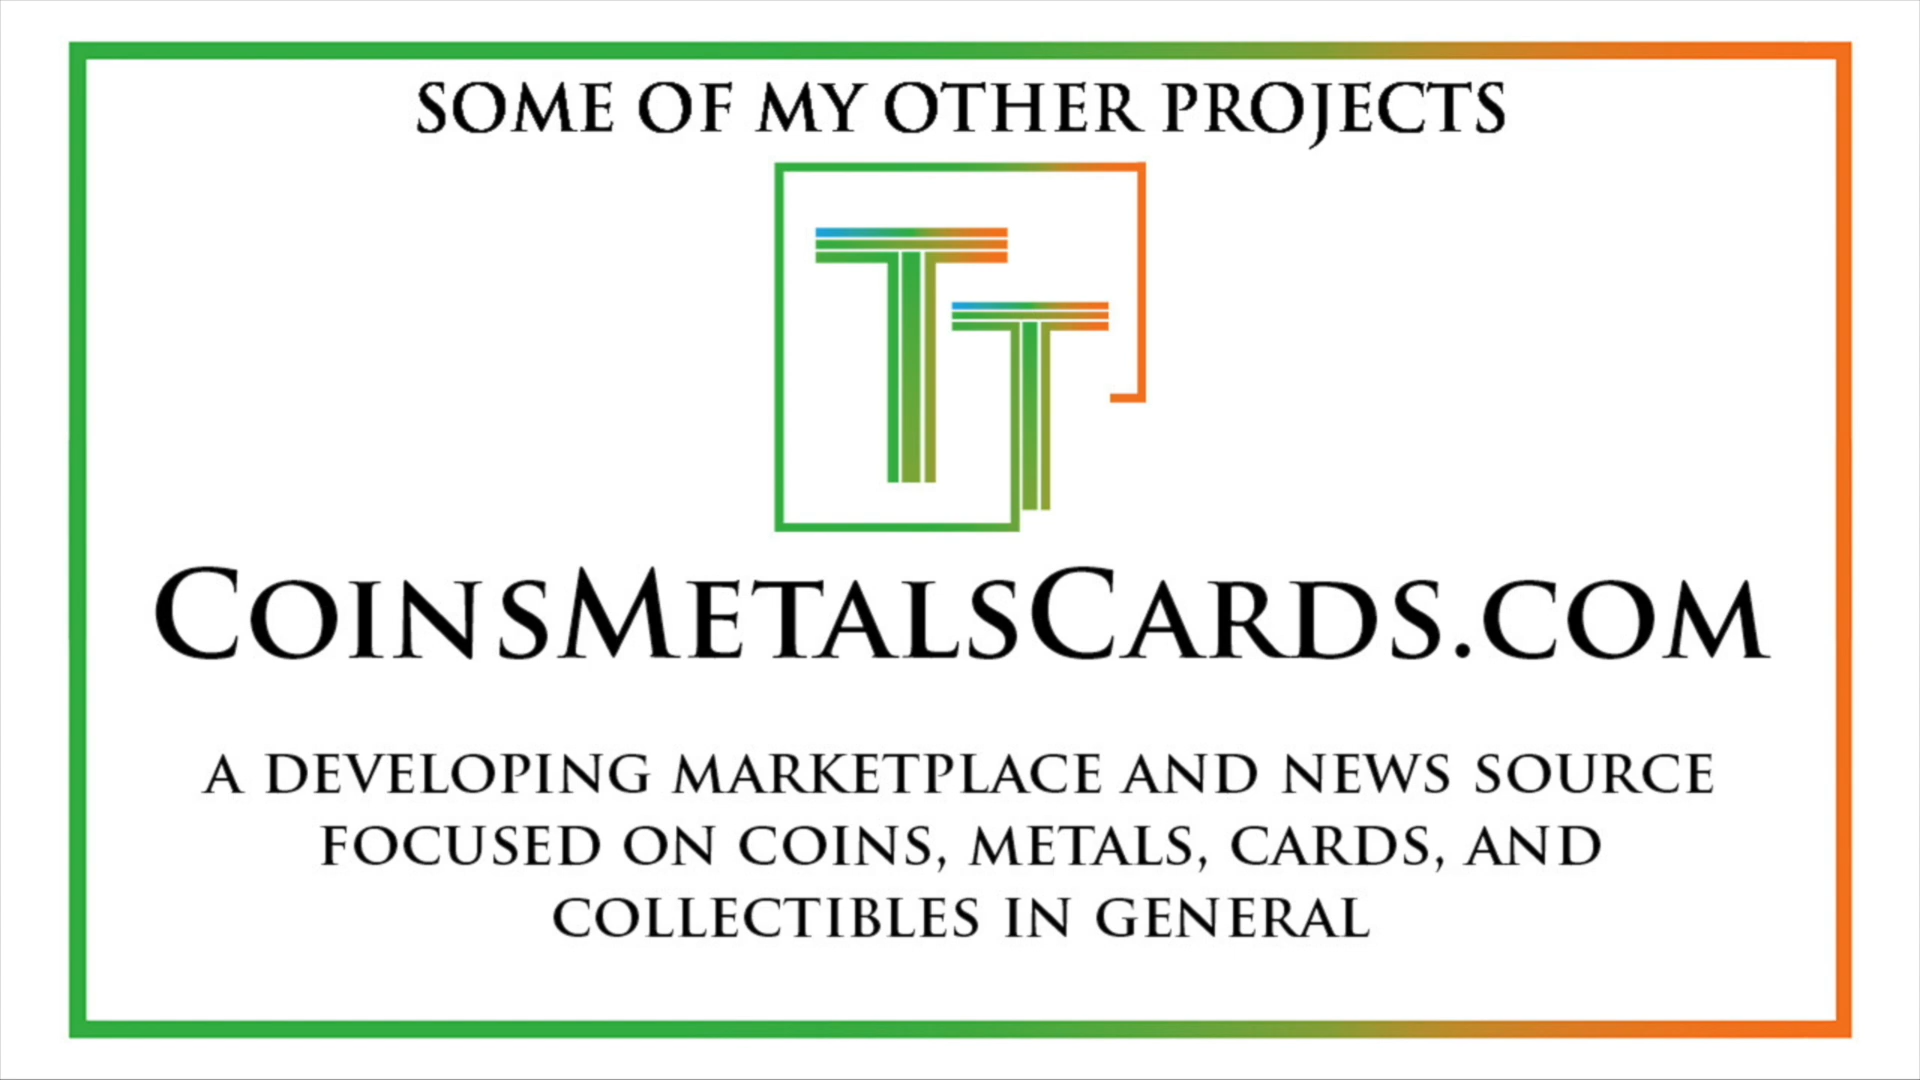 SOME OF MY OTHER PROJECTS
TT
COINSMETALSCARDS.COM
A DEVELOPING MARKETPLACE AND NEWS SOURCE
FOCUSED ON COINS, METALS, CARDS, AND
COLLECTIBLES IN GENERAL